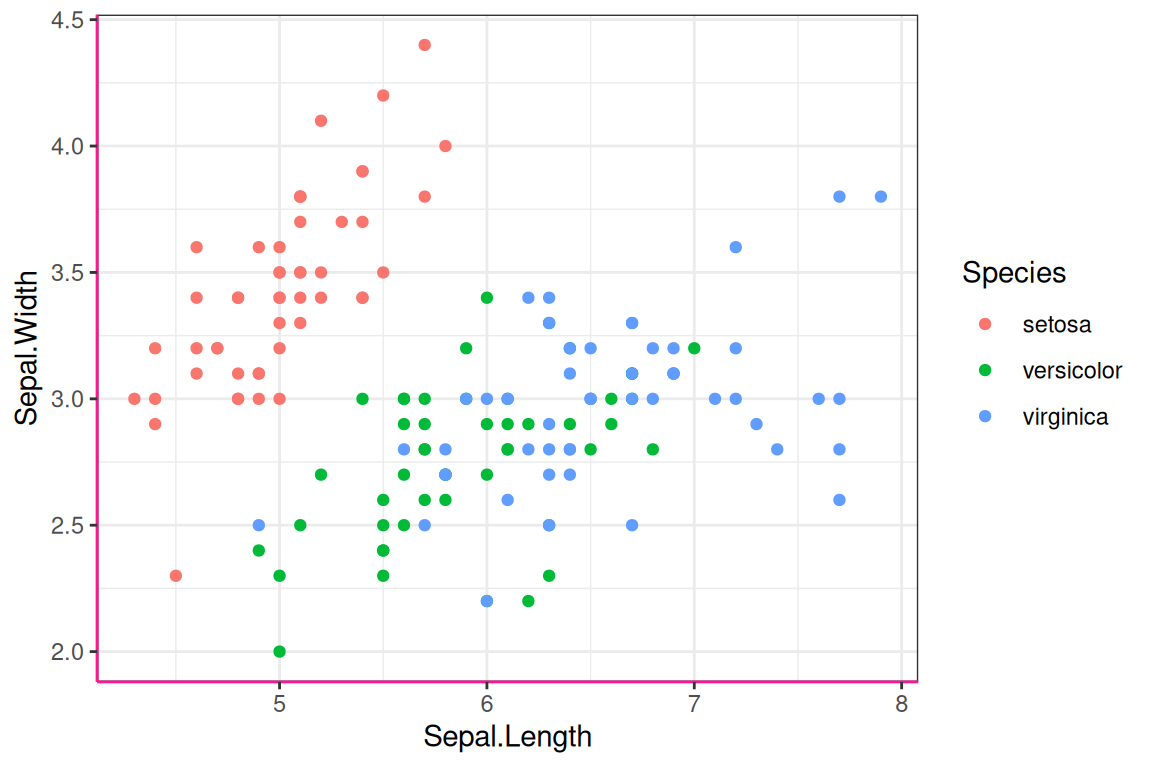 4.5
4.0
3.5
3.0
2.5
2.0
Sepal.Width
5 6 7 8
Sepal.Length
Species
setosa
versicolor
virginica